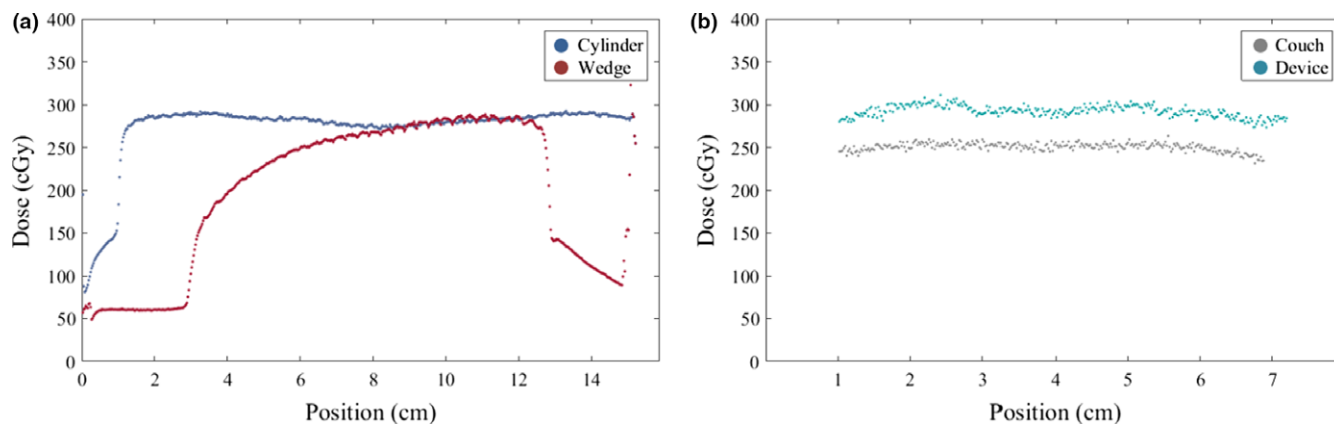 (a)
400
350
300
250
200
150
100
50
0
Dose (cGy)
Cylinder
Wedge
0 2 4 6 8 10 12 14
Position (cm)
(b)
400
350
300
250
200
150
100
50
0
Dose (cGy)
Couch
Device
1 2 3 4 5 6 7
Position (cm)